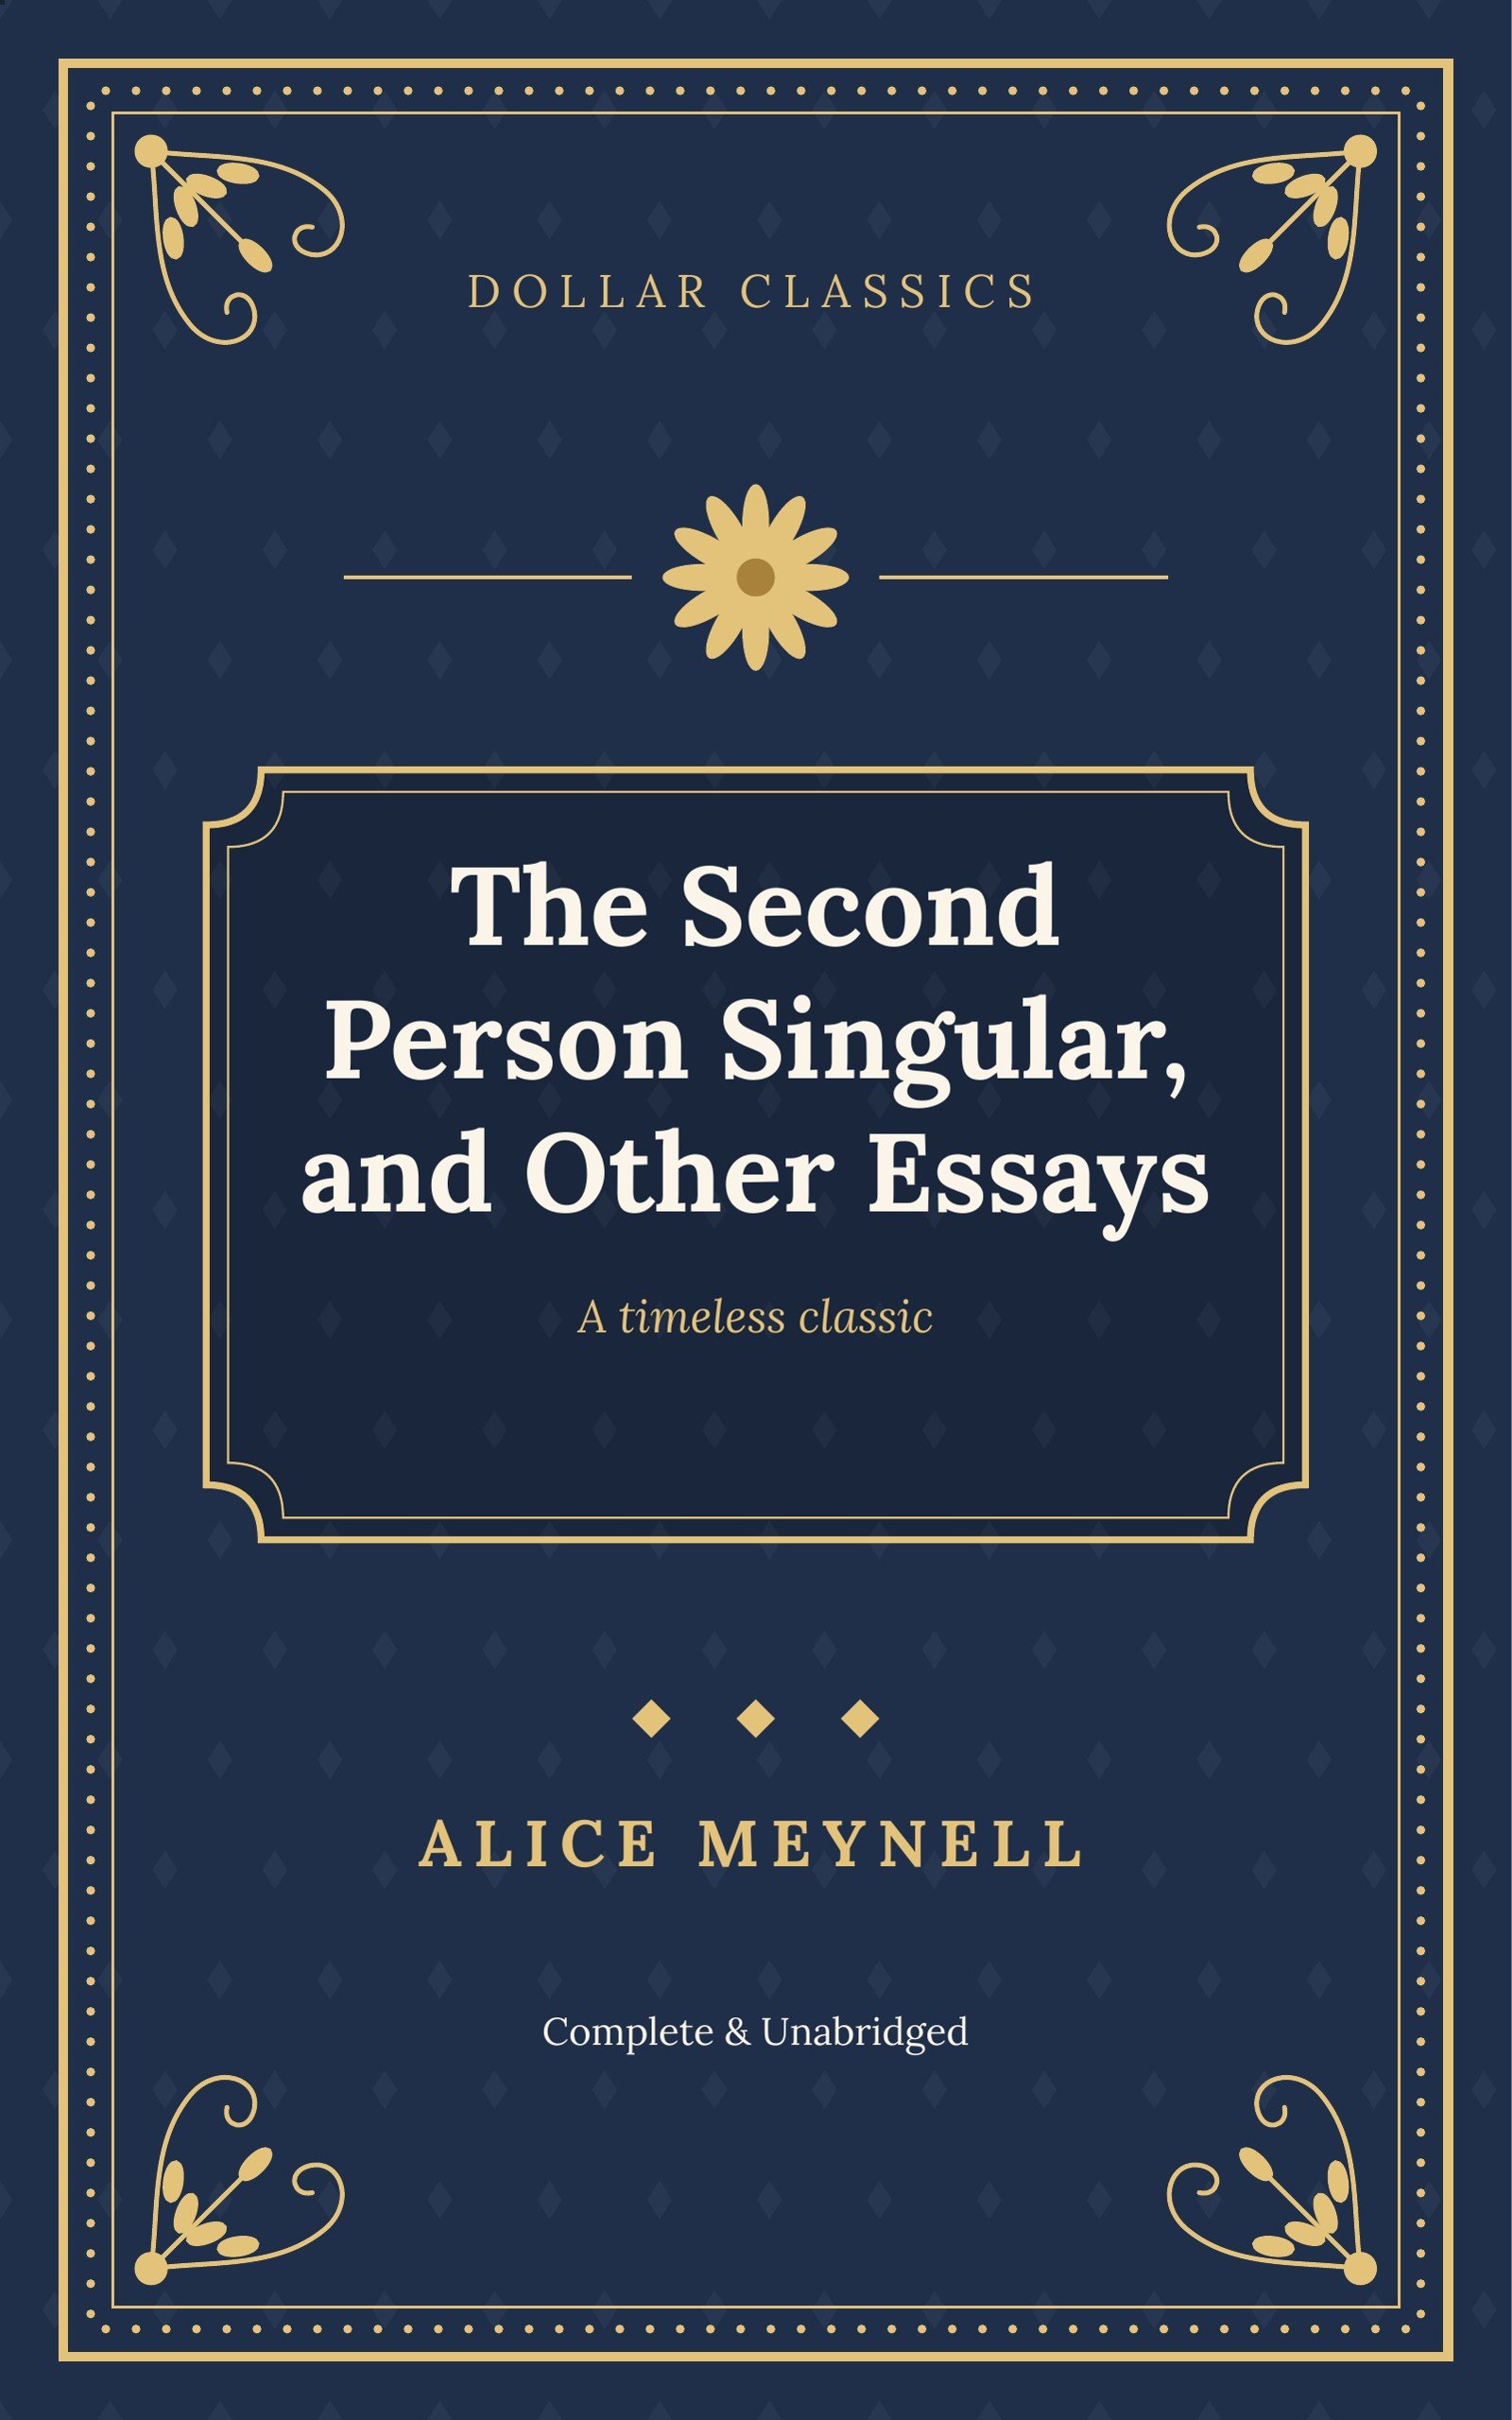 DOLLAR CLASSICS
The Second
Person Singular,
and Other Essays
A timeless classic
ALICE MEYNELL
Complete & Unabridged